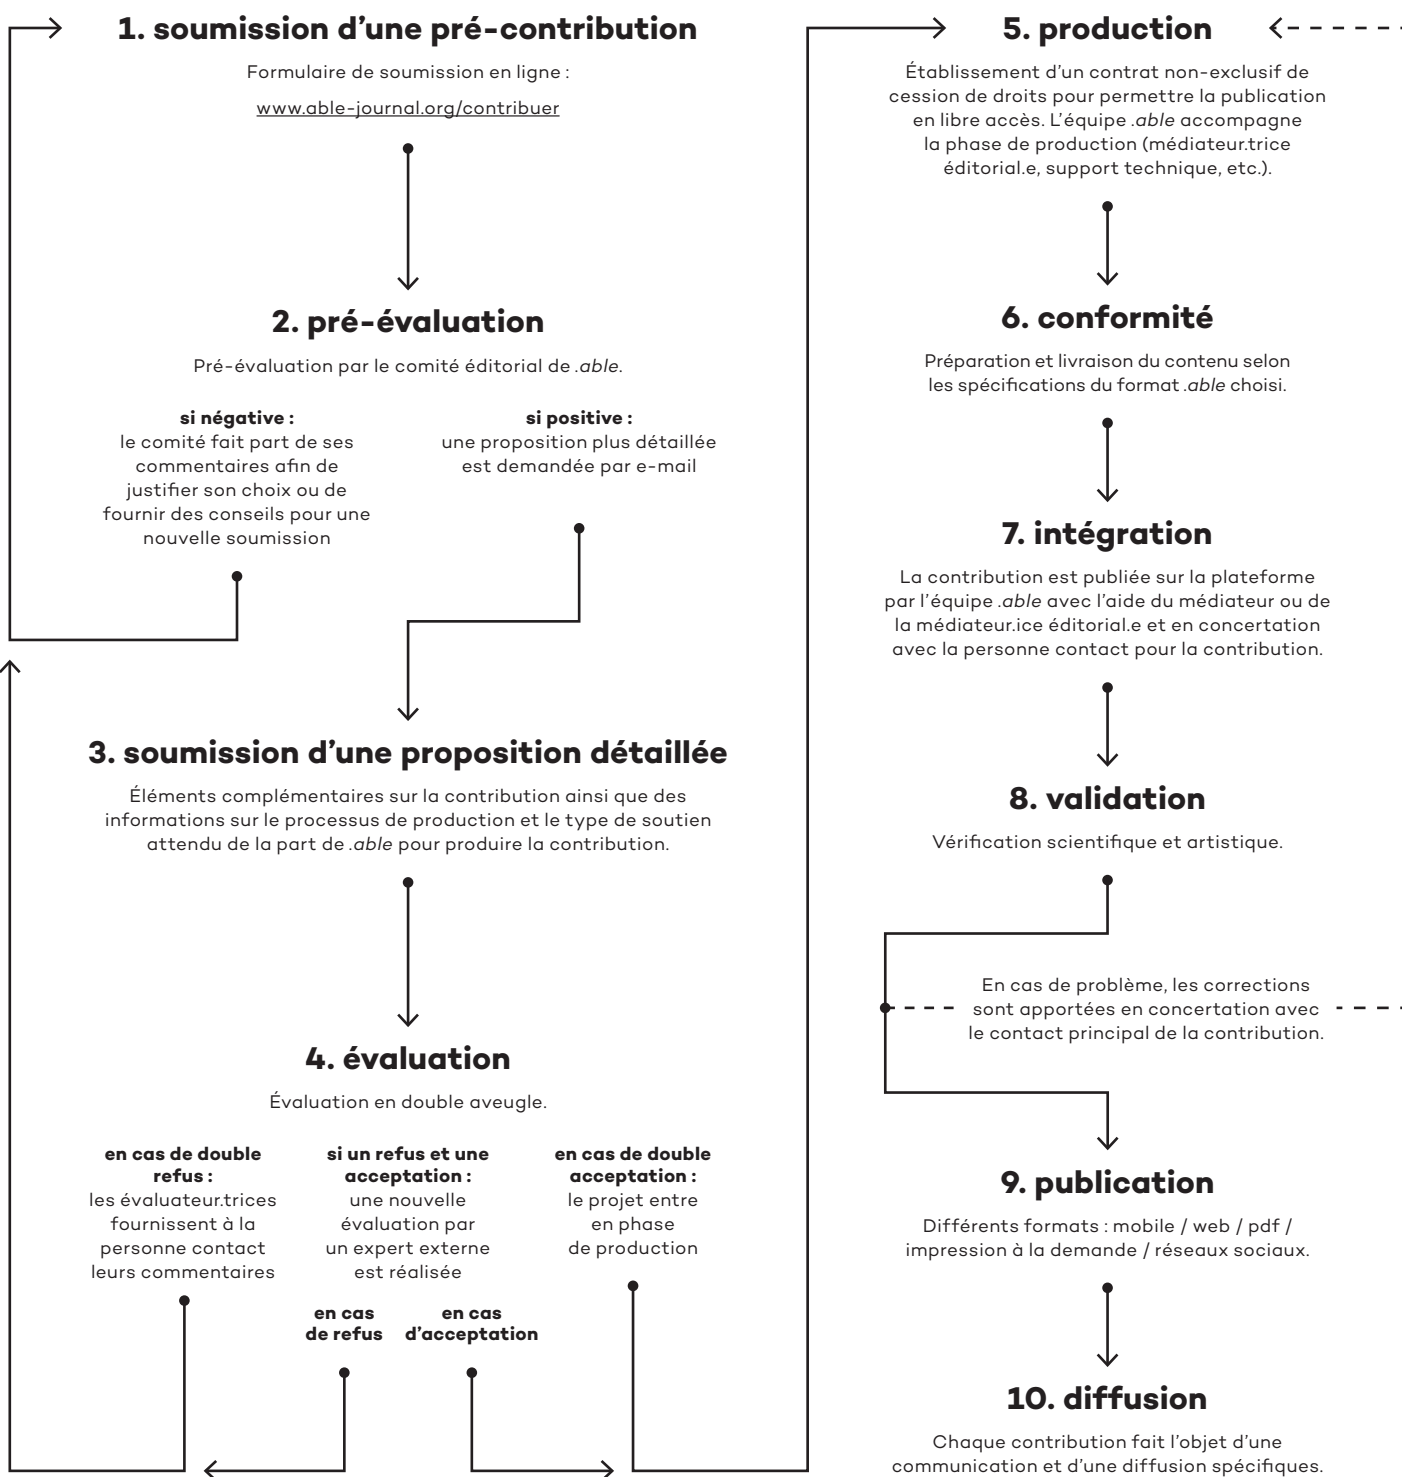 1. soumission d’une pré-contribution
Formulaire de soumission en ligne :
www.able-journal.org/contribuer
2. pré-évaluation
Pré-évaluation par le comité éditorial de .able.
si négative :
le comité fait part de ses
commentaires afin de
justifier son choix ou de
fournir des conseils pour une
nouvelle soumission
si positive :
une proposition plus détaillée
est demandée par e-mail
3. soumission d’une proposition détaillée
Éléments complémentaires sur la contribution ainsi que des
informations sur le processus de production et le type de soutien
attendu de la part de .able pour produire la contribution.
4. évaluation
Évaluation en double aveugle.
en cas de double
refus :
les évaluateur.trices
fournissent à la
personne contact
leurs commentaires
si un refus et une
acceptation :
une nouvelle
évaluation par
un expert externe
est réalisée
en cas
de refus
en cas
d’acceptation
en cas de double
acceptation :
le projet entre
en phase
de production
5. production
Établissement d’un contrat non-exclusif de
cession de droits pour permettre la publication
en libre accès. L’équipe .able accompagne
la phase de production (médiateur.trice
éditorial.e, support technique, etc.).
6. conformité
Préparation et livraison du contenu selon
les spécifications du format .able choisi.
7. intégration
La contribution est publiée sur la plateforme
par l’équipe .able avec l’aide du médiateur ou de
la médiateur.ice éditorial.e et en concertation
avec la personne contact pour la contribution.
8. validation
Vérification scientifique et artistique.
En cas de problème, les corrections
sont apportées en concertation avec
le contact principal de la contribution.
9. publication
Différents formats : mobile / web / pdf /
impression à la demande / réseaux sociaux.
10. diffusion
Chaque contribution fait l’objet d’une
communication et d’une diffusion spécifiques.